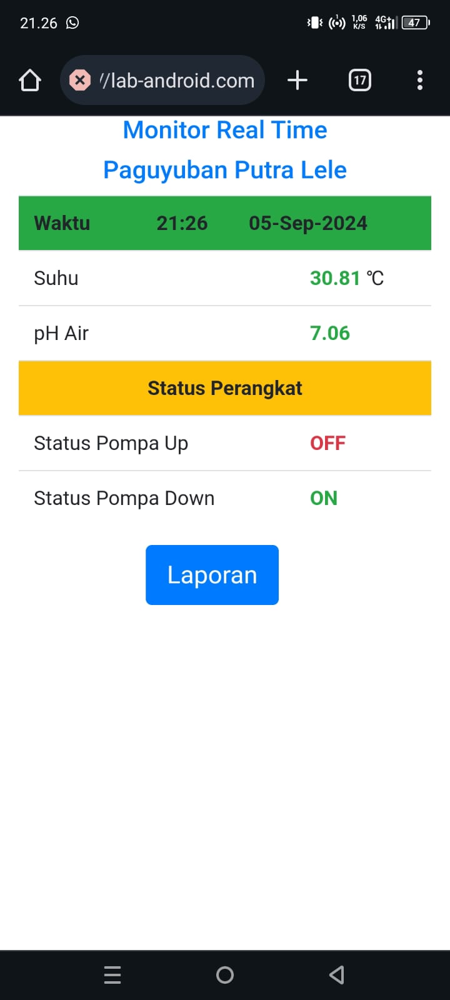 21.26 1,06 K/S 4G+ 47
//lab-android.com 17
Monitor Real Time
Paguyuban Putra Lele
Waktu 21:26 05-Sep-2024
Suhu 30.81 °C
pH Air 7.06
Status Perangkat
Status Pompa Up OFF
Status Pompa Down ON
Laporan